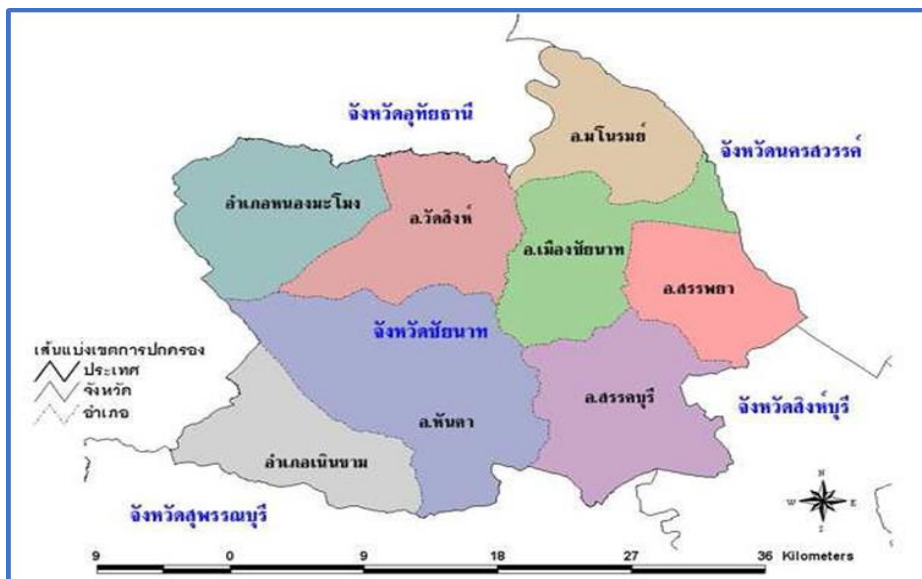 จังหวัดอุทัยธานี
อ.มโนรมย์
จังหวัดนครสวรรค์
อำเภอหนองมะโมง
อ.วัดสิงห์
อ.เมืองชัยนาท
อ.สรรพยา
จังหวัดชัยนาท
เส้นแบ่งเขตการปกครอง
ประเทศ
จังหวัด
อำเภอ
อ.สรรคบุรี
จังหวัดสิงห์บุรี
อ.หันคา
อำเภอเนินขาม
จังหวัดสุพรรณบุรี
N
W E
S
9 0 9 18 27 36 Kilometers